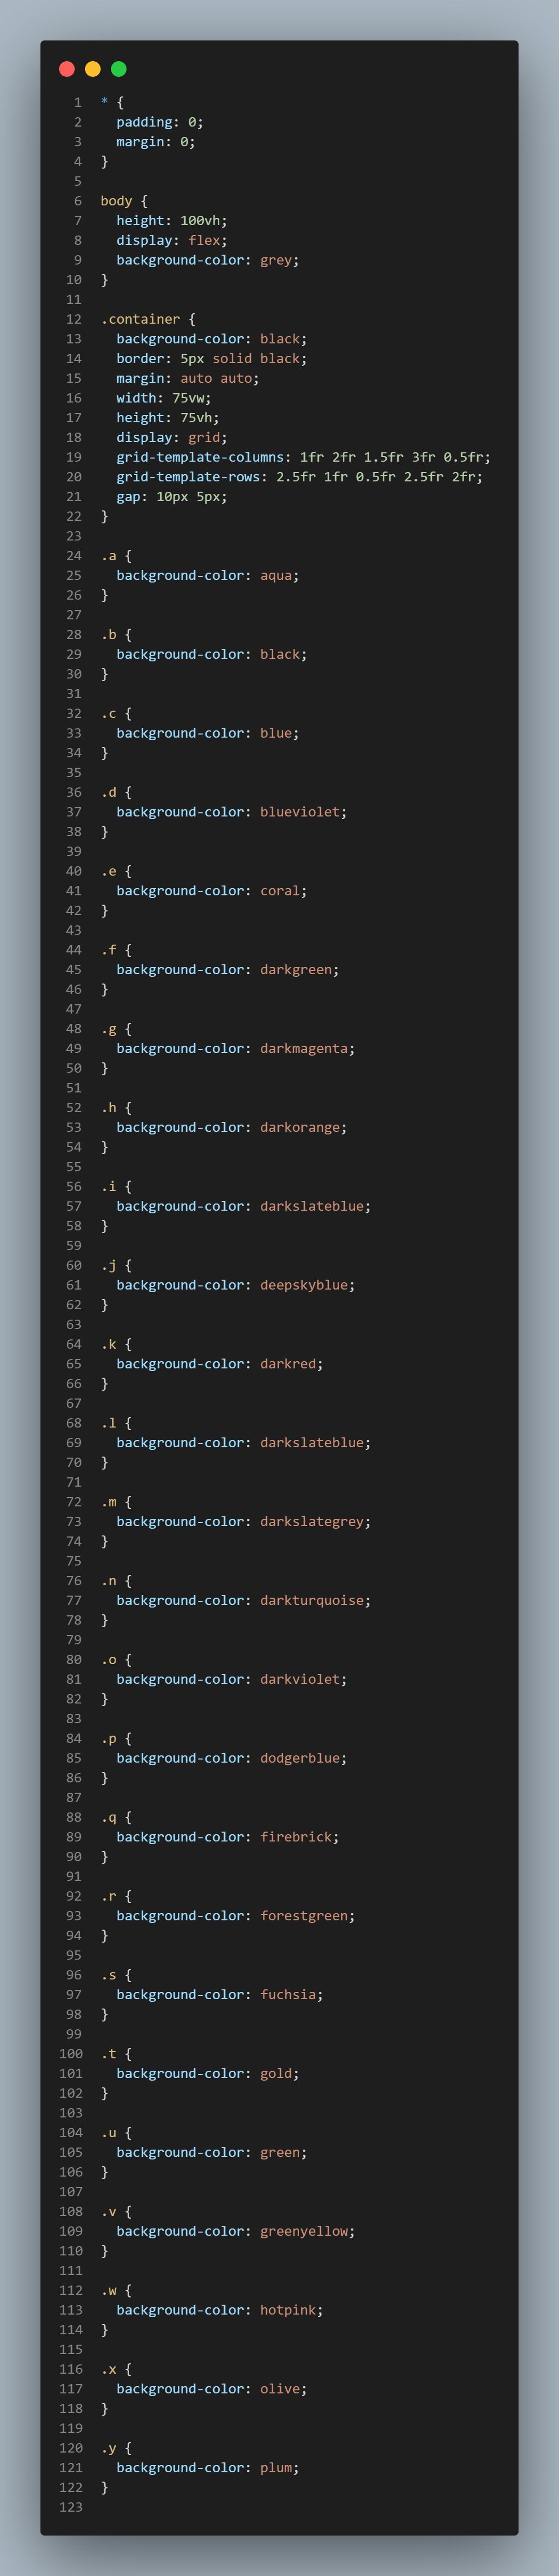 1 * {
2   padding: 0;
3   margin: 0;
4 }
5
6 body {
7   height: 100vh;
8   display: flex;
9   background-color: grey;
10 }
11
12 .container {
13   background-color: black;
14   border: 5px solid black;
15   margin: auto auto;
16   width: 75vw;
17   height: 75vh;
18   display: grid;
19   grid-template-columns: 1fr 2fr 1.5fr 3fr 0.5fr;
20   grid-template-rows: 2.5fr 1fr 0.5fr 2.5fr 2fr;
21   gap: 10px 5px;
22 }
23
24 .a {
25   background-color: aqua;
26 }
27
28 .b {
29   background-color: black;
30 }
31
32 .c {
33   background-color: blue;
34 }
35
36 .d {
37   background-color: blueviolet;
38 }
39
40 .e {
41   background-color: coral;
42 }
43
44 .f {
45   background-color: darkgreen;
46 }
47
48 .g {
49   background-color: darkmagenta;
50 }
51
52 .h {
53   background-color: darkorange;
54 }
55
56 .i {
57   background-color: darkslateblue;
58 }
59
60 .j {
61   background-color: deepskyblue;
62 }
63
64 .k {
65   background-color: darkred;
66 }
67
68 .l {
69   background-color: darkslateblue;
70 }
71
72 .m {
73   background-color: darkslategrey;
74 }
75
76 .n {
77   background-color: darkturquoise;
78 }
79
80 .o {
81   background-color: darkviolet;
82 }
83
84 .p {
85   background-color: dodgerblue;
86 }
87
88 .q {
89   background-color: firebrick;
90 }
91
92 .r {
93   background-color: forestgreen;
94 }
95
96 .s {
97   background-color: fuchsia;
98 }
99
100 .t {
101   background-color: gold;
102 }
103
104 .u {
105   background-color: green;
106 }
107
108 .v {
109   background-color: greenyellow;
110 }
111
112 .w {
113   background-color: hotpink;
114 }
115
116 .x {
117   background-color: olive;
118 }
119
120 .y {
121   background-color: plum;
122 }
123